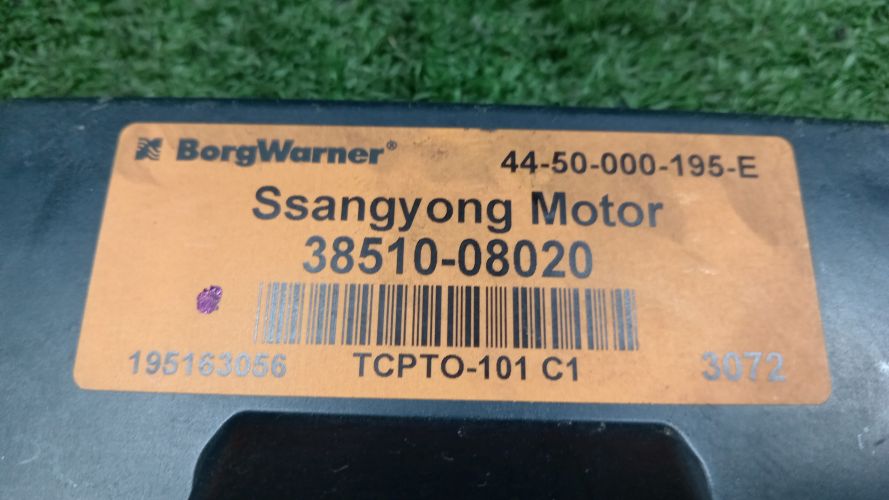 BorgWarner® 44-50-000-195-E
Ssangyong Motor
38510-08020
195163056 TCPTO-101 C1 3072